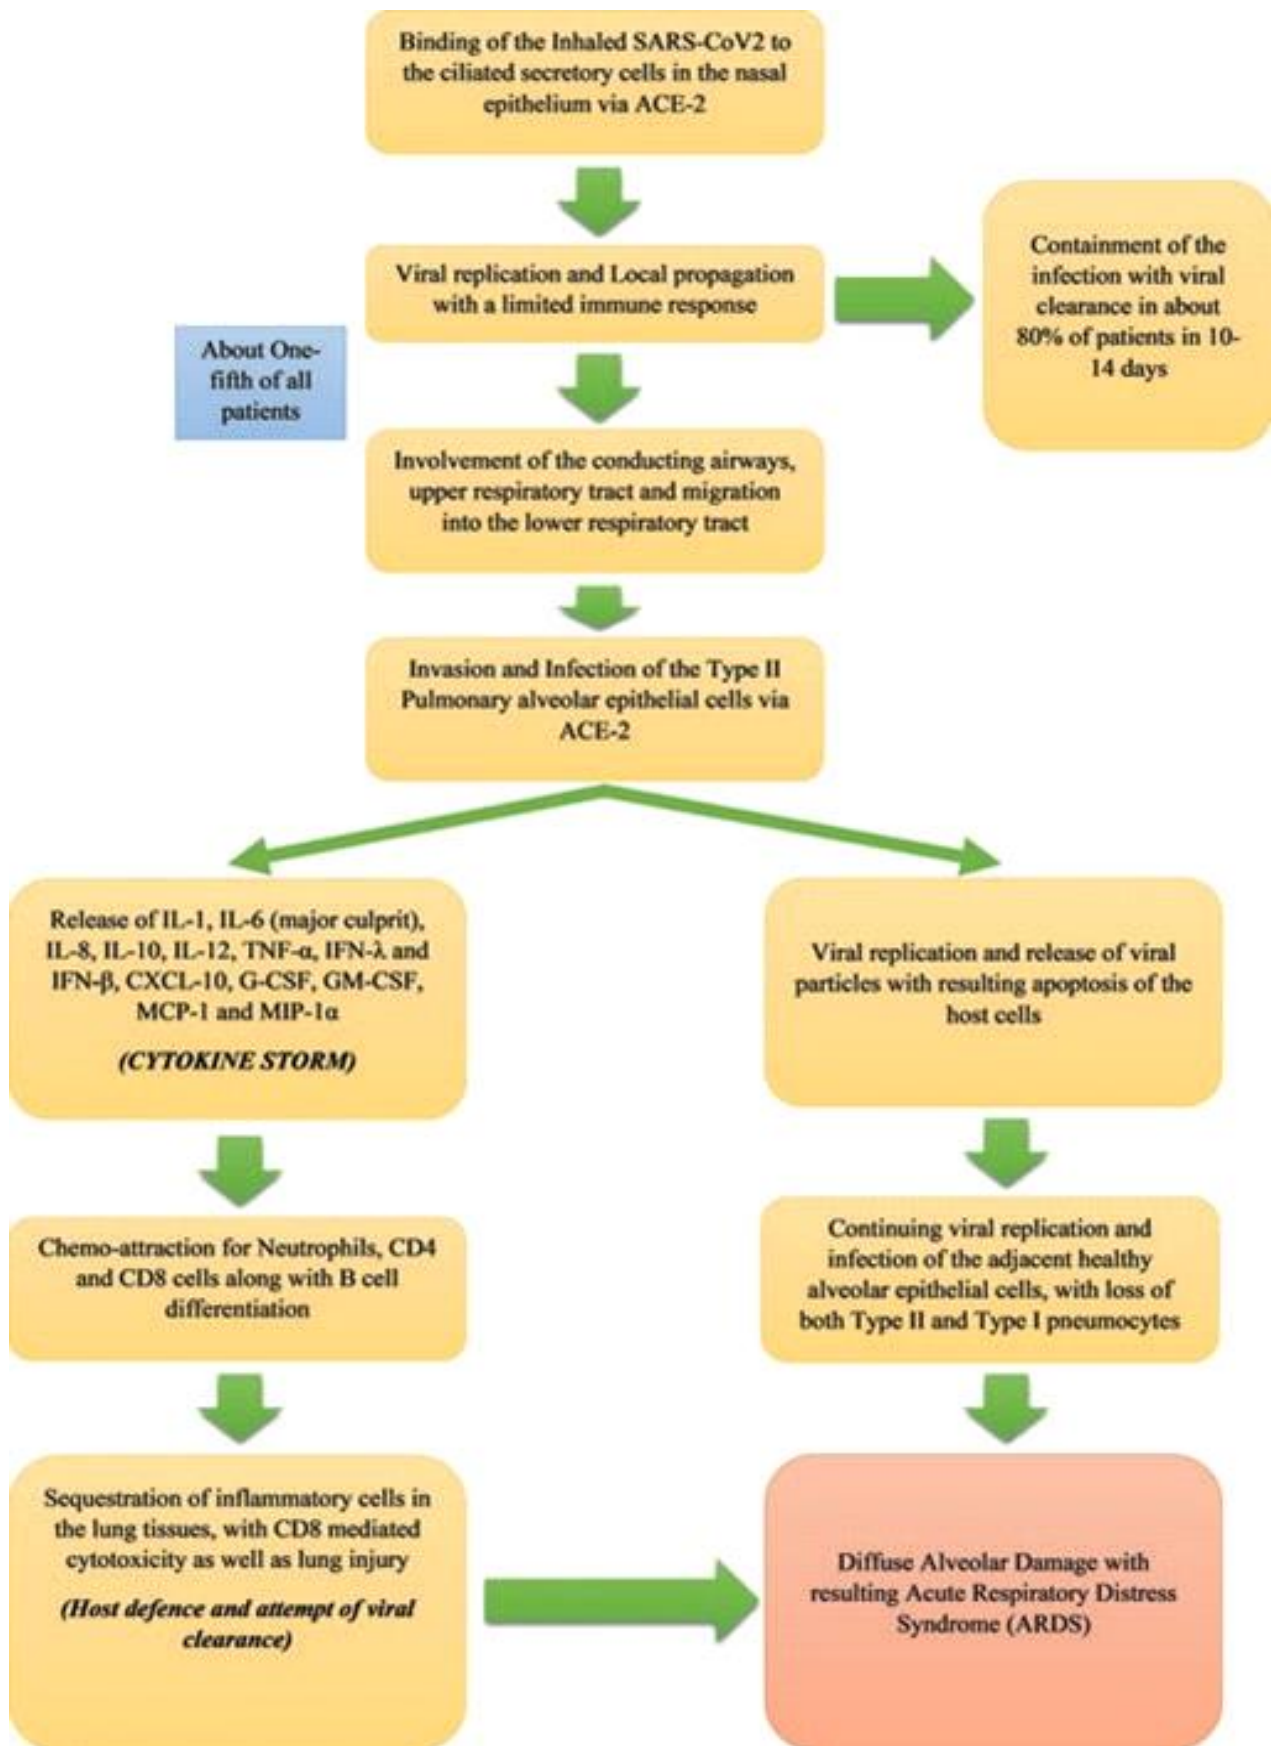 Binding of the Inhaled SARS-CoV2 to
the ciliated secretory cells in the nasal
epithelium via ACE-2
Viral replication and Local propagation
with a limited immune response
Containment of the
infection with viral
clearance in about
80% of patients in 10-
14 days
About One-
fifth of all
patients
Involvement of the conducting airways,
upper respiratory tract and migration
into the lower respiratory tract
Invasion and Infection of the Type II
Pulmonary alveolar epithelial cells via
ACE-2
Release of IL-1, IL-6 (major culprit),
IL-8, IL-10, IL-12, TNF-α, IFN-λ and
IFN-β, CXCL-10, G-CSF, GM-CSF,
MCP-1 and MIP-1α
(CYTOKINE STORM)
Viral replication and release of viral
particles with resulting apoptosis of the
host cells
Chemo-attraction for Neutrophils, CD4
and CD8 cells along with B cell
differentiation
Continuing viral replication and
infection of the adjacent healthy
alveolar epithelial cells, with loss of
both Type II and Type I pneumocytes
Sequestration of inflammatory cells in
the lung tissues, with CD8 mediated
cytotoxicity as well as lung injury
(Host defence and attempt of viral
clearance)
Diffuse Alveolar Damage with
resulting Acute Respiratory Distress
Syndrome (ARDS)